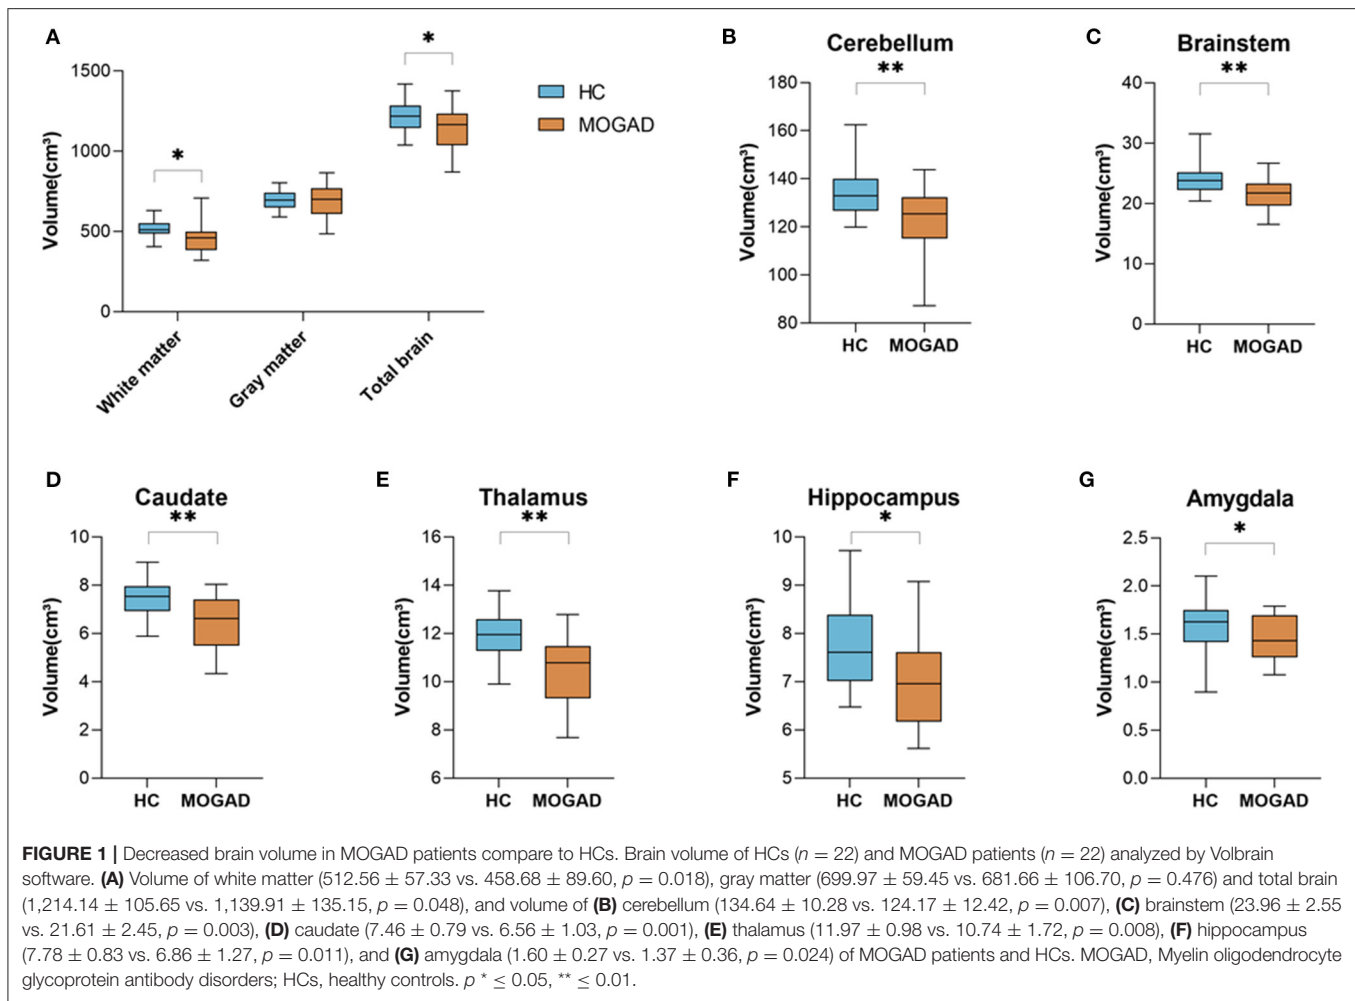 A
*
*
1500
1000
500
0
Volume(cm³)
White matter
Gray matter
Total brain
HC
MOGAD
B
Cerebellum
**
180
160
140
120
100
80
Volume(cm³)
HC MOGAD
C
Brainstem
**
40
30
20
10
0
Volume(cm³)
HC MOGAD
D
Caudate
**
10
8
6
4
2
0
Volume(cm³)
HC MOGAD
E
Thalamus
**
16
14
12
10
8
6
Volume(cm³)
HC MOGAD
F
Hippocampus
*
10
9
8
7
6
5
Volume(cm³)
HC MOGAD
G
Amygdala
*
2.5
2.0
1.5
1.0
0.5
0.0
Volume(cm³)
HC MOGAD
FIGURE 1 | Decreased brain volume in MOGAD patients compare to HCs. Brain volume of HCs (n = 22) and MOGAD patients (n = 22) analyzed by Volbrain
software. (A) Volume of white matter (512.56 ± 57.33 vs. 458.68 ± 89.60, p = 0.018), gray matter (699.97 ± 59.45 vs. 681.66 ± 106.70, p = 0.476) and total brain
(1,214.14 ± 105.65 vs. 1,139.91 ± 135.15, p = 0.048), and volume of (B) cerebellum (134.64 ± 10.28 vs. 124.17 ± 12.42, p = 0.007), (C) brainstem (23.96 ± 2.55
vs. 21.61 ± 2.45, p = 0.003), (D) caudate (7.46 ± 0.79 vs. 6.56 ± 1.03, p = 0.001), (E) thalamus (11.97 ± 0.98 vs. 10.74 ± 1.72, p = 0.008), (F) hippocampus
(7.78 ± 0.83 vs. 6.86 ± 1.27, p = 0.011), and (G) amygdala (1.60 ± 0.27 vs. 1.37 ± 0.36, p = 0.024) of MOGAD patients and HCs. MOGAD, Myelin oligodendrocyte
glycoprotein antibody disorders; HCs, healthy controls. p * ≤ 0.05, ** ≤ 0.01.